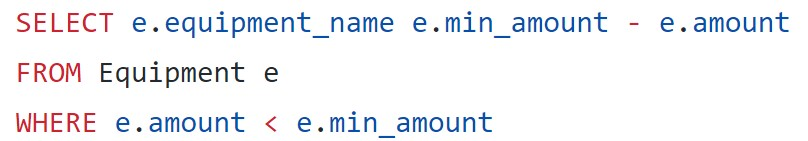 SELECT e.equipment_name e.min_amount - e.amount
FROM Equipment e
WHERE e.amount < e.min_amount